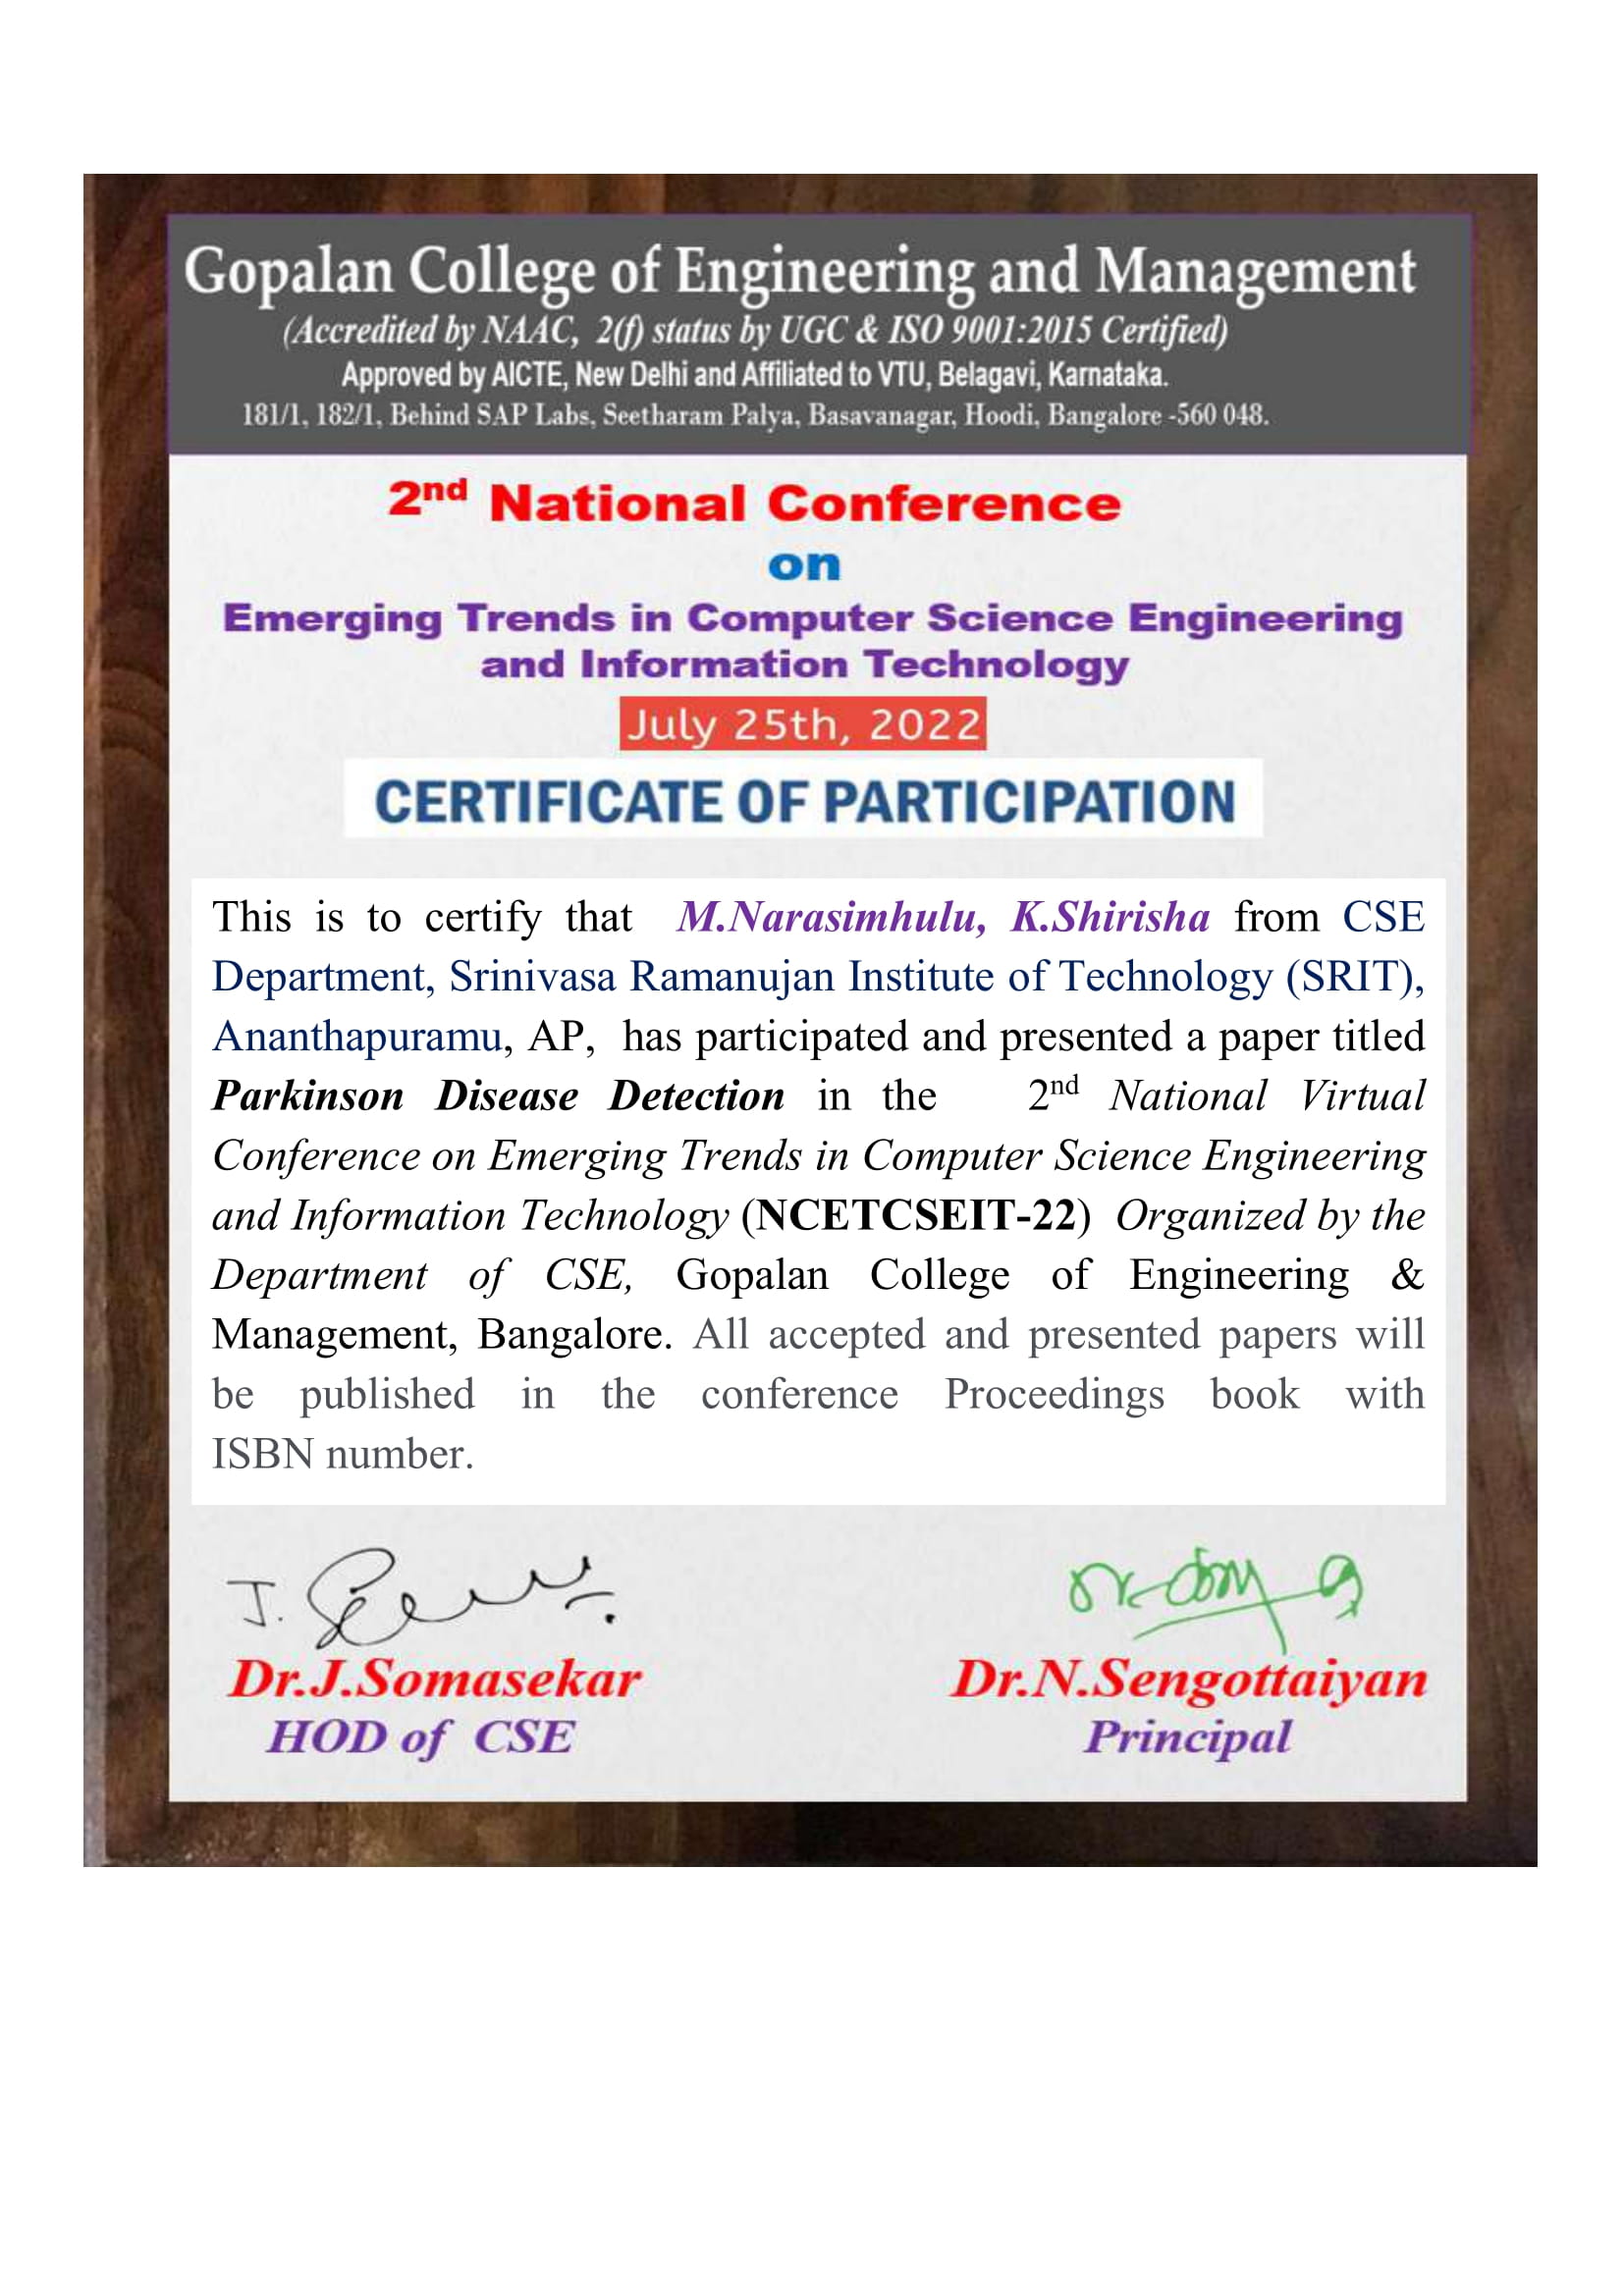 Gopalan College of Engineering and Management
(Accredited by NAAC, 2(f) status by UGC & ISO 9001:2015 Certified)
Approved by AICTE, New Delhi and Affiliated to VTU, Belagavi, Karnataka.
181/1, 182/1, Behind SAP Labs, Seetharam Palya, Basavanagar, Hoodi, Bangalore -560 048.
2nd National Conference
on
Emerging Trends in Computer Science Engineering
and Information Technology
July 25th, 2022
CERTIFICATE OF PARTICIPATION
This is to certify that M.Narasimhulu, K.Shirisha from CSE
Department, Srinivasa Ramanujan Institute of Technology (SRIT),
Ananthapuramu, AP, has participated and presented a paper titled
Parkinson Disease Detection in the 2nd National Virtual
Conference on Emerging Trends in Computer Science Engineering
and Information Technology (NCETCSEIT-22) Organized by the
Department of CSE, Gopalan College of Engineering &
Management, Bangalore. All accepted and presented papers will
be published in the conference Proceedings book with
ISBN number.
J.
Dr.J.Somasekar
HOD of CSE
Dr.N.Sengottaiyan
Principal